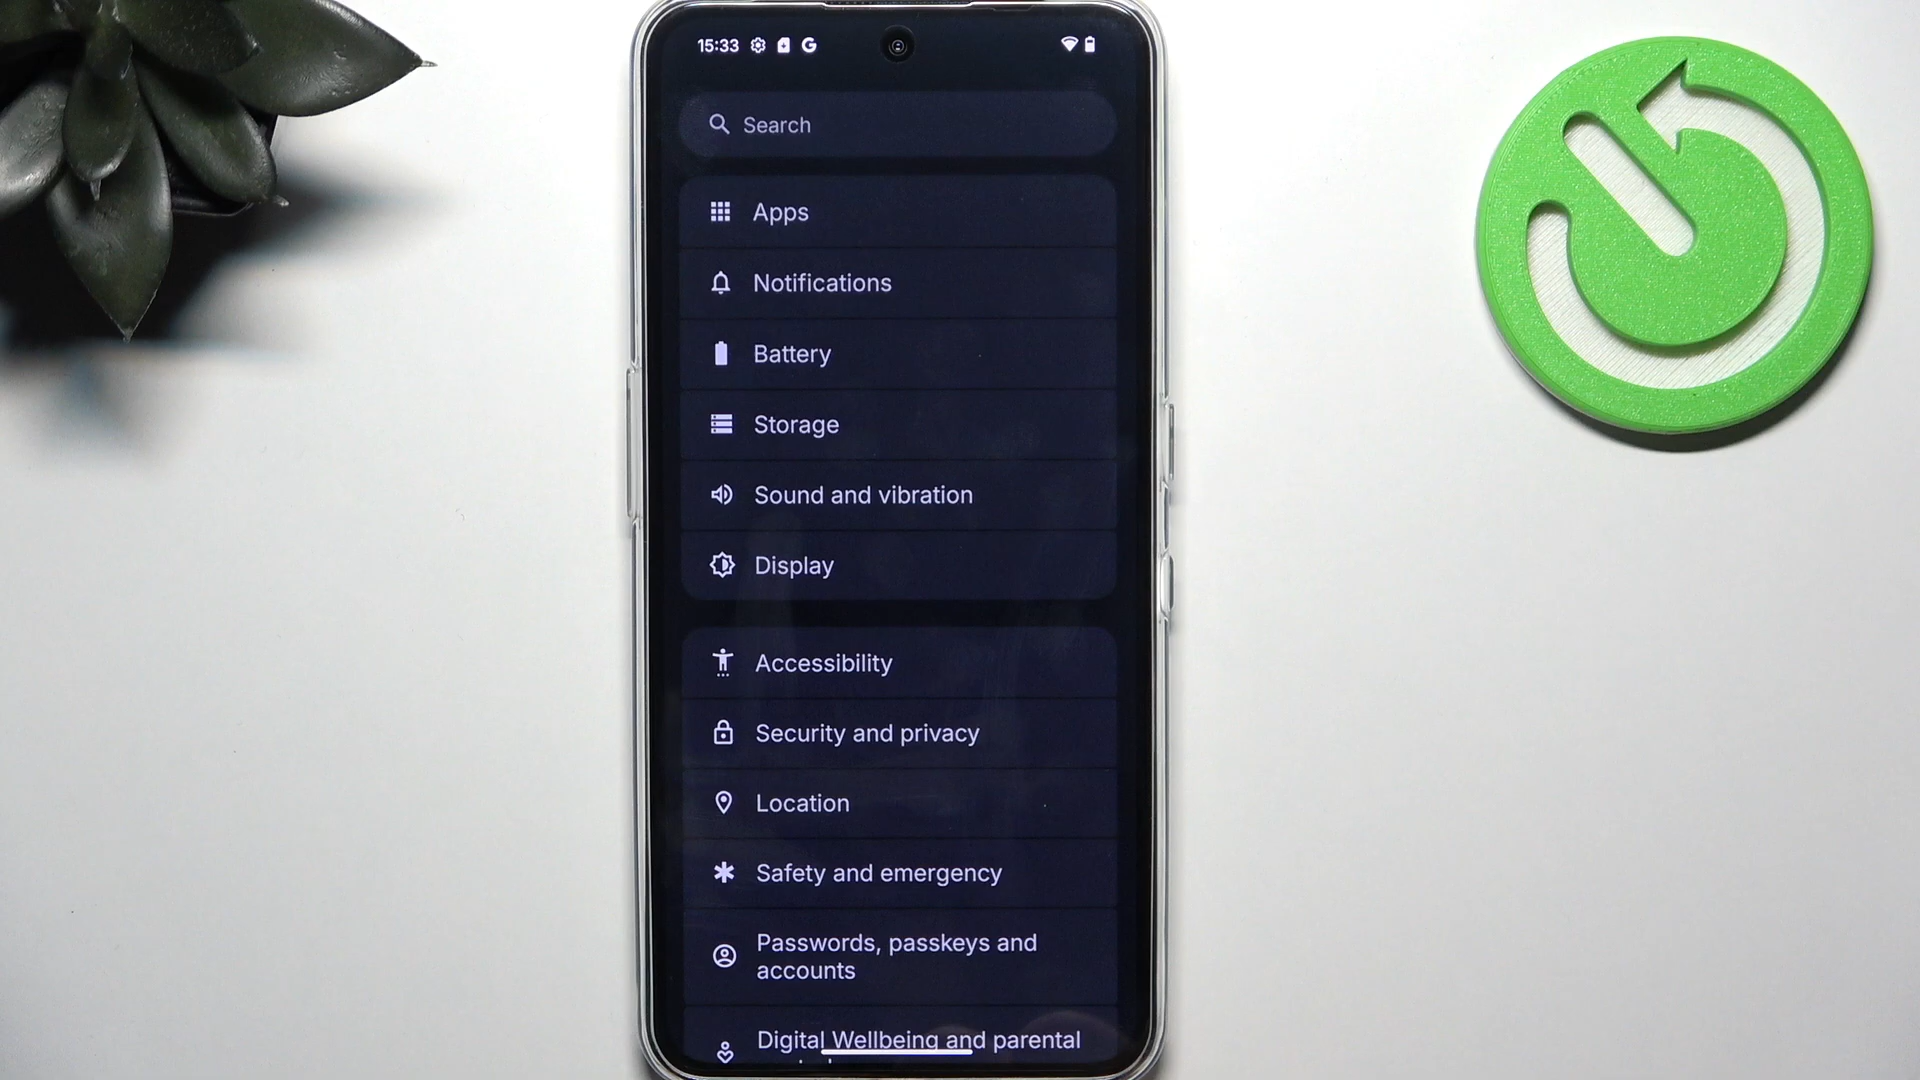 15:33
Search
Apps
Notifications
Battery
Storage
Sound and vibration
Display
Accessibility
Security and privacy
Location
Safety and emergency
Passwords, passkeys and
accounts
Digital Wellbeing and parental